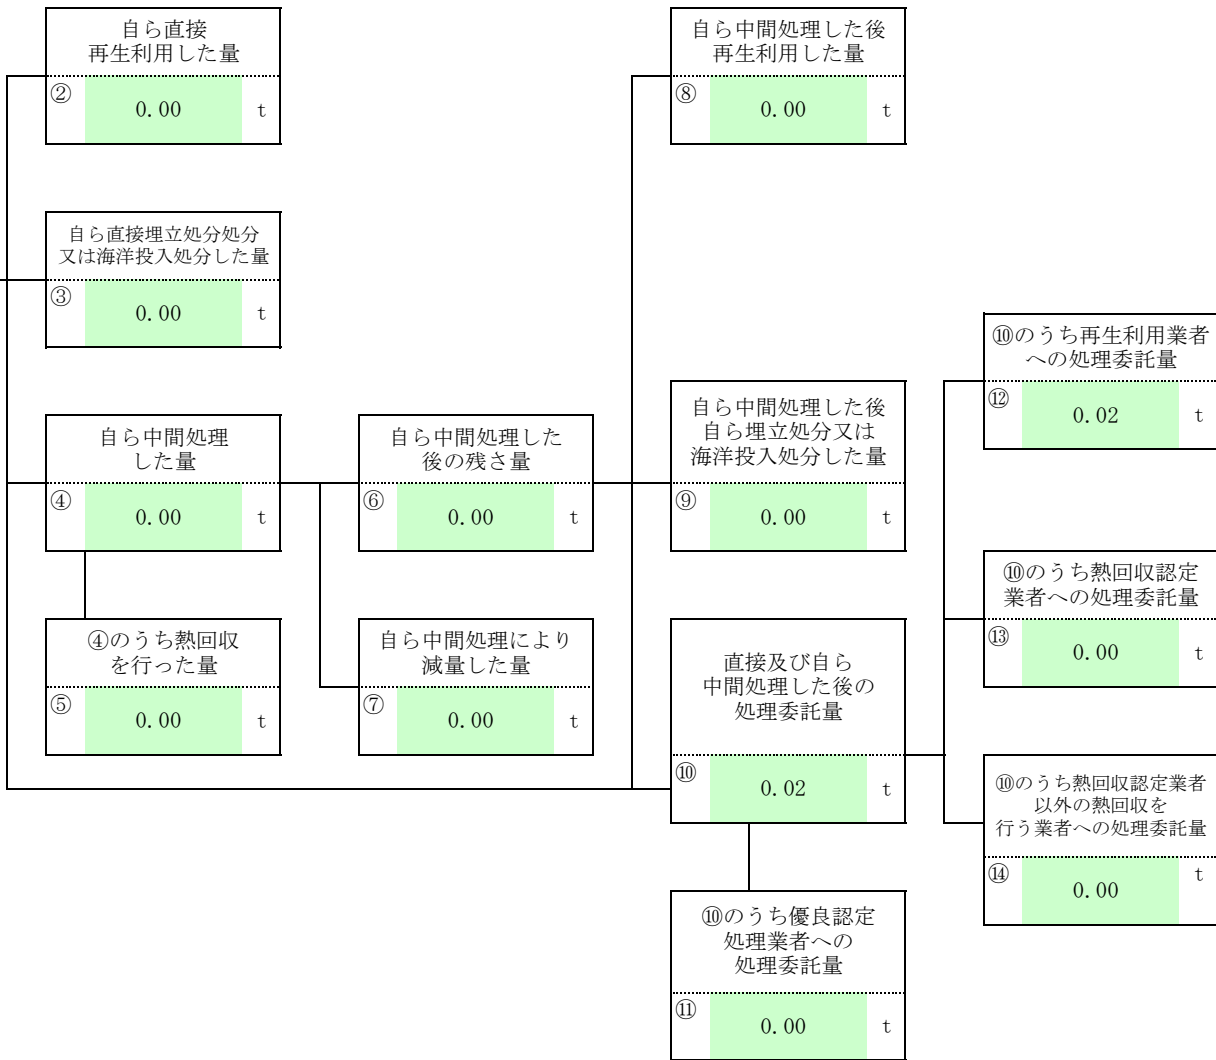 自ら直接
再生利用した量
② 0.00 t
自ら中間処理した後
再生利用した量
⑧ 0.00 t
自ら直接埋立処分処分
又は海洋投入処分した量
③ 0.00 t
⑩のうち再生利用業者
への処理委託量
⑫ 0.02 t
自ら中間処理
した量
④ 0.00 t
自ら中間処理した
後の残さ量
⑥ 0.00 t
自ら中間処理した後
自ら埋立処分又は
海洋投入処分した量
⑨ 0.00 t
⑩のうち熱回収認定
業者への処理委託量
⑬ 0.00 t
④のうち熱回収
を行った量
⑤ 0.00 t
自ら中間処理により
減量した量
⑦ 0.00 t
直接及び自ら
中間処理した後の
処理委託量
⑩ 0.02 t
⑩のうち熱回収認定業者
以外の熱回収を
行う業者への処理委託量
⑭ 0.00 t
⑩のうち優良認定
処理業者への
処理委託量
⑪ 0.00 t